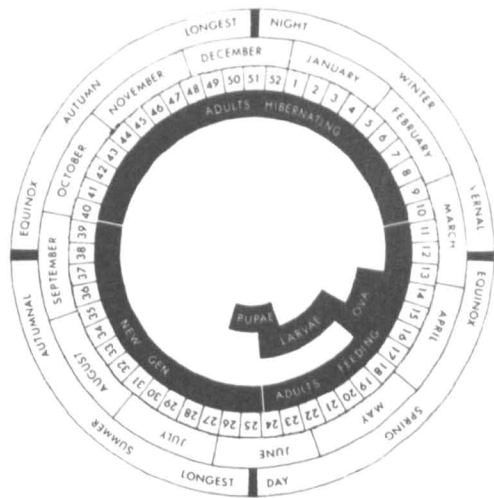 LONGEST NIGHT
WINTER
VERNAL EQUINOX
SPRING
LONGEST DAY
SUMMER
AUTUMNAL EQUINOX
AUTUMN
JANUARY
FEBRUARY
MARCH
APRIL
MAY
JUNE
JULY
AUGUST
SEPTEMBER
OCTOBER
NOVEMBER
DECEMBER
1 2 3 4 5 6 7 8 9 10 11 12 13 14 15 16 17 18 19 20 21 22 23 24 25 26 27 28 29 30 31 32 33 34 35 36 37 38 39 40 41 42 43 44 45 46 47 48 49 50 51 52
ADULTS HIBERNATING
OVA
LARVAE
PUPAE
ADULTS FEEDING
NEW GEN